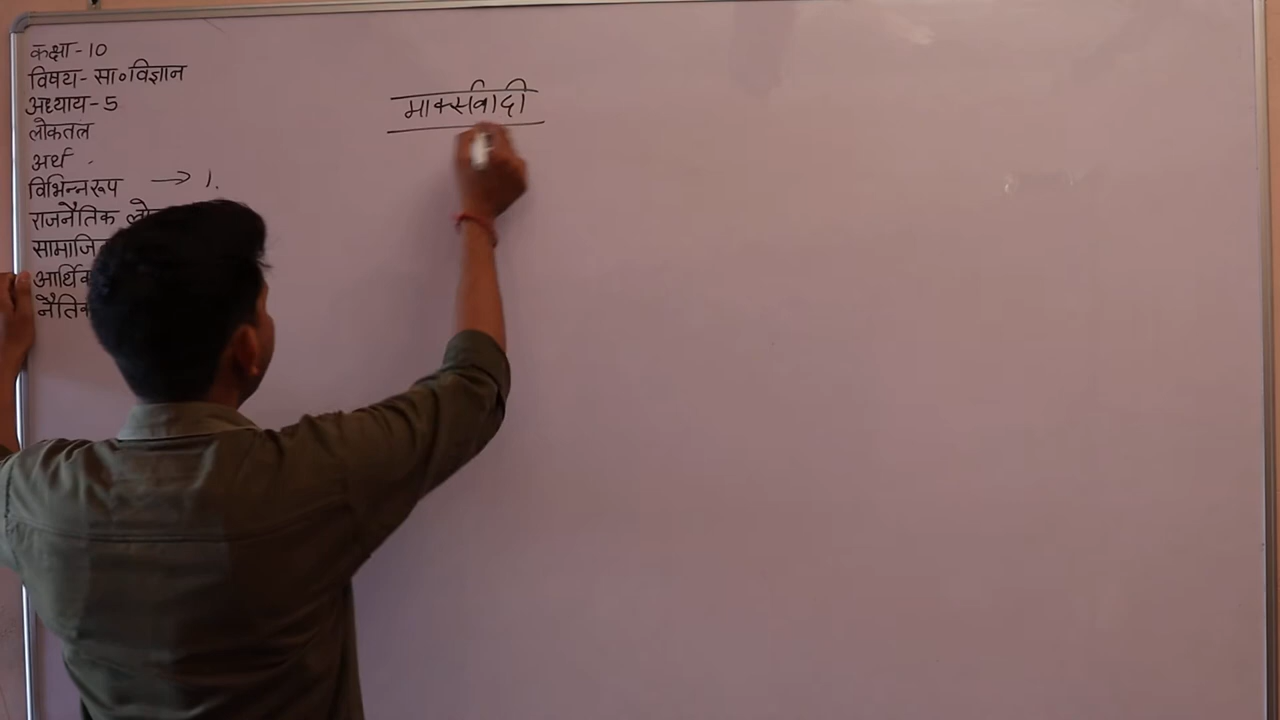 कक्षा-10
विषय- सा॰विज्ञान
अध्याय-5
लोकतंत्र
अर्थ
विभिन्नरूप → 1.
राजनैतिक
मार्क्सवादी